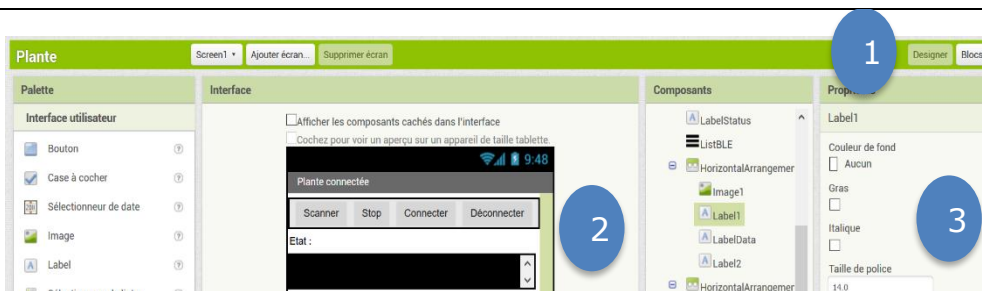 1
Plante
Screen1
Ajouter écran...
Supprimer écran
Designer
Blocs
Palette
Interface
Composants
Interface utilisateur
Bouton
Case à cocher
Sélectionneur de date
Image
Label
Afficher les composants cachés dans l'interface
Cochez pour voir un aperçu sur un appareil de taille tablette.
9:48
Plante connectée
Scanner
Stop
Connecter
Déconnecter
Etat :
2
LabelStatus
ListBLE
HorizontalArrangemer
Image1
Label1
LabelData
Label2
HorizontalArrangemer
Label1
Couleur de fond
Aucun
Gras
Italique
3
Taille de police
14.0